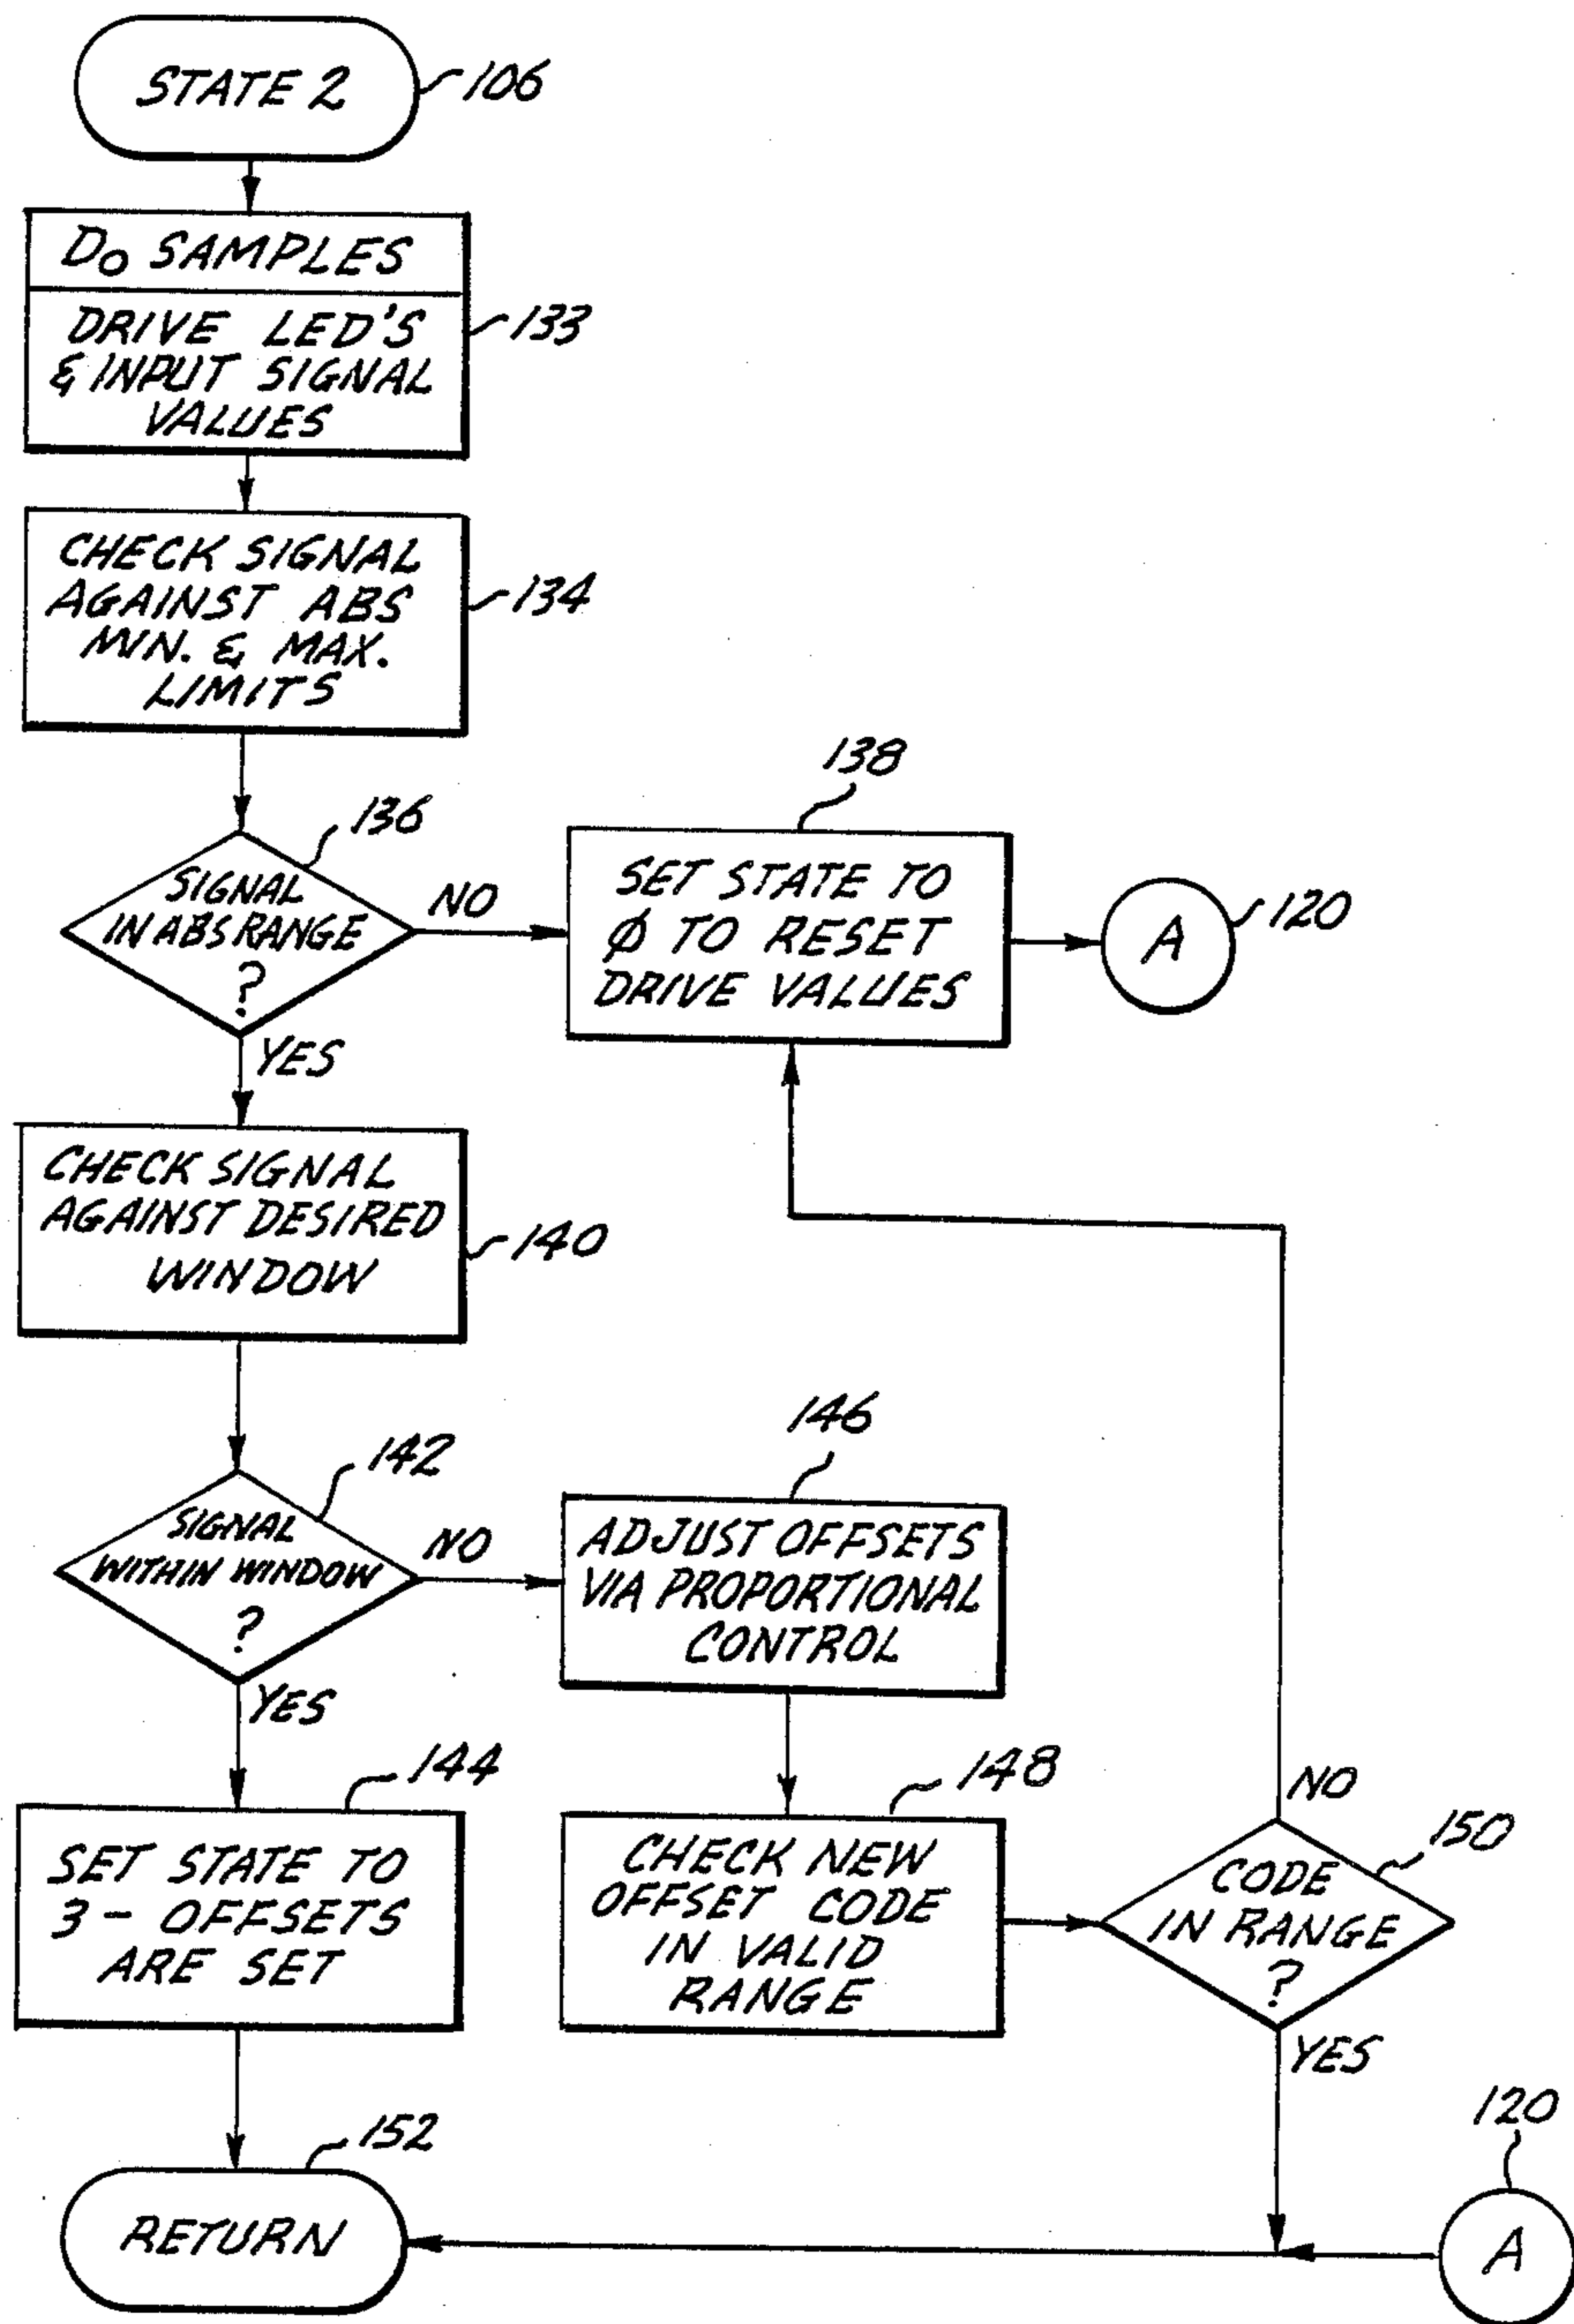 STATE 2
106
DO SAMPLES
DRIVE LED'S
& INPUT SIGNAL
VALUES
133
CHECK SIGNAL
AGAINST ABS
MIN. & MAX.
LIMITS
134
136
SIGNAL
IN ABS RANGE
?
NO
YES
138
SET STATE TO
Ø TO RESET
DRIVE VALUES
A
120
CHECK SIGNAL
AGAINST DESIRED
WINDOW
140
142
SIGNAL
WITHIN WINDOW
?
NO
YES
146
ADJUST OFFSETS
VIA PROPORTIONAL
CONTROL
144
SET STATE TO
3 - OFFSETS
ARE SET
148
CHECK NEW
OFFSET CODE
IN VALID
RANGE
NO
150
CODE
IN RANGE
?
YES
152
RETURN
120
A